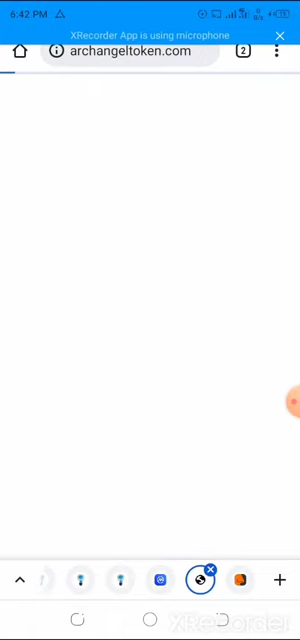 6:42 PM
XRecorder App is using microphone
archangeltoken.com
2
XRecorder